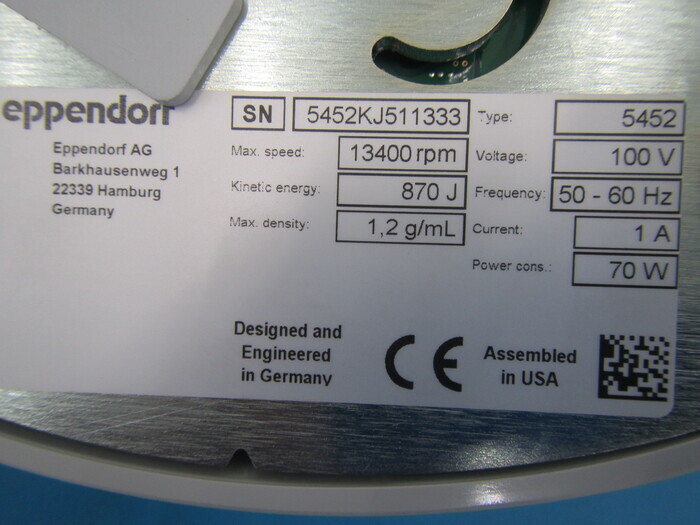 eppendorf
Eppendorf AG
Barkhausenweg 1
22339 Hamburg
Germany
SN 5452KJ511333 Type: 5452
Max. speed: 13400 rpm Voltage: 100 V
Kinetic energy: 870 J Frequency: 50 - 60 Hz
Max. density: 1,2 g/mL Current: 1 A
Power cons.: 70 W
Designed and
Engineered
in Germany
CE
Assembled
in USA